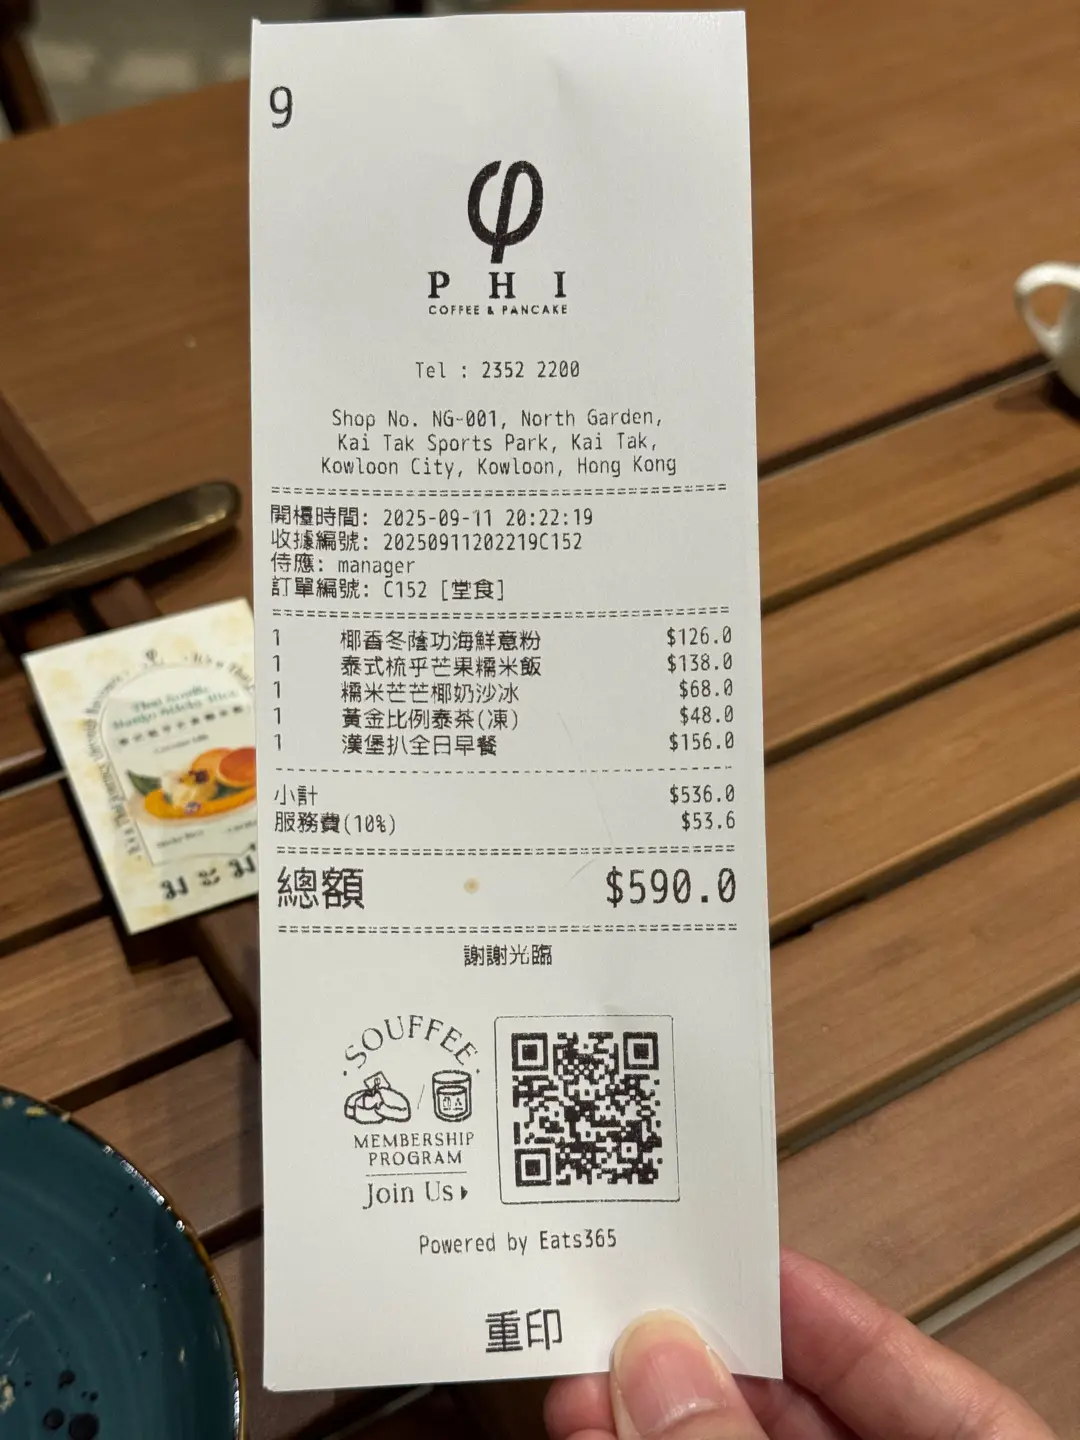 9
PHI
COFFEE & PANCAKE
Tel : 2352 2200
Shop No. NG-001, North Garden,
Kai Tak Sports Park, Kai Tak,
Kowloon City, Kowloon, Hong Kong
開檯時間: 2025-09-11 20:22:19
收據編號: 20250911202219C152
侍應: manager
訂單編號: C152 [堂食]
1 椰香冬蔭功海鮮意粉 $126.0
1 泰式梳乎芒果糯米飯 $138.0
1 糯米芒芒椰奶沙冰 $68.0
1 黃金比例泰茶(凍) $48.0
1 漢堡扒全日早餐 $156.0
小計 $536.0
服務費(10%) $53.6
總額 $590.0
謝謝光臨
SOUFFEE
MEMBERSHIP
PROGRAM
Join Us
Powered by Eats365
重印
Thai Souffle
Mango Sticky Rice